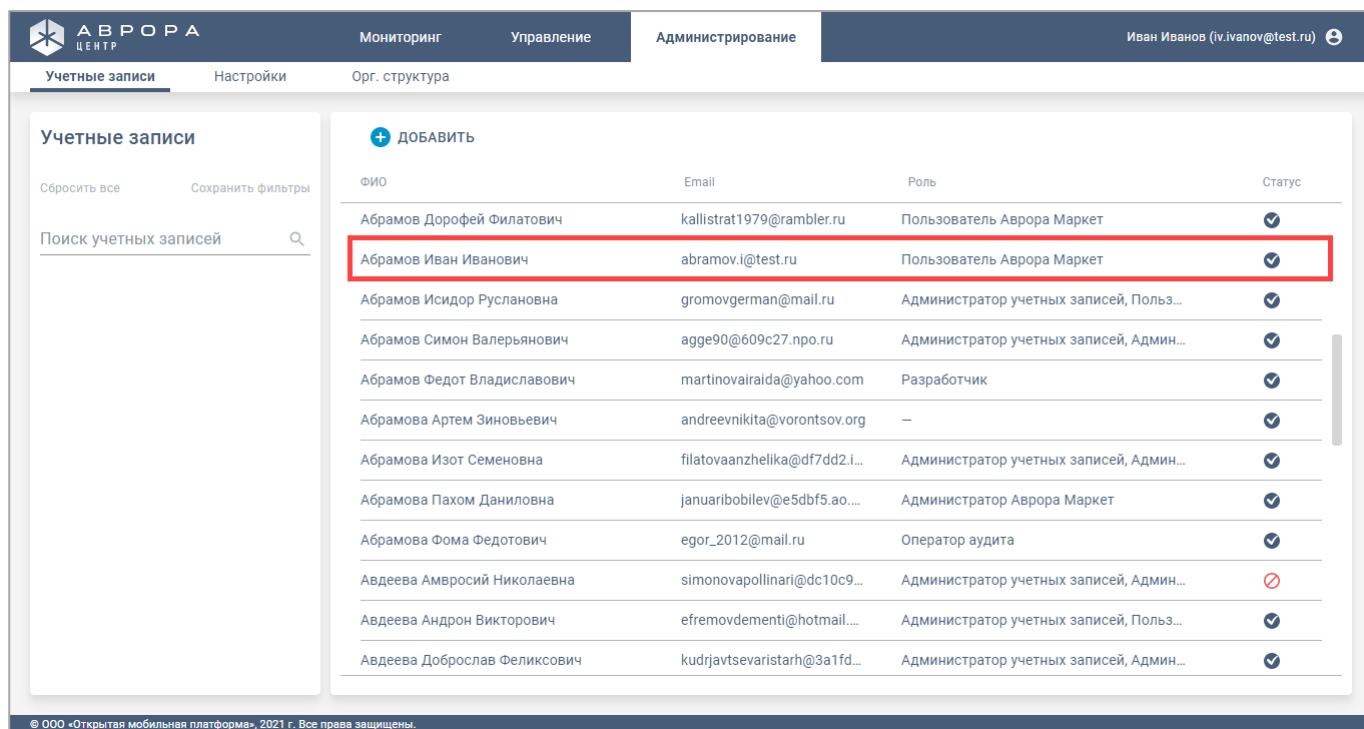 АВРОРА
ЦЕНТР
Мониторинг Управление Администрирование Иван Иванов (iv.ivanov@test.ru)
Учетные записи Настройки Орг. структура
Учетные записи
Сбросить все Сохранить фильтры
Поиск учетных записей
ДОБАВИТЬ
ФИО Email Роль Статус
Абрамов Дорофей Филатович kallistrat1979@rambler.ru Пользователь Аврора Маркет
Абрамов Иван Иванович abramov.i@test.ru Пользователь Аврора Маркет
Абрамов Исидор Руслановна gromovgerman@mail.ru Администратор учетных записей, Польз...
Абрамов Симон Валерьянович agge90@609c27.npo.ru Администратор учетных записей, Админ...
Абрамов Федот Владиславович martinovairaida@yahoo.com Разработчик
Абрамова Артем Зиновьевич andreevnikita@vorontsov.org —
Абрамова Изот Семеновна filatovaanzhelika@df7dd2.i... Администратор учетных записей, Админ...
Абрамова Пахом Даниловна januaribobilev@e5dbf5.ao.... Администратор Аврора Маркет
Абрамова Фома Федотович egor_2012@mail.ru Оператор аудита
Авдеева Амвросий Николаевна simonovapollinari@dc10c9... Администратор учетных записей, Админ...
Авдеева Андрон Викторович efremovdementi@hotmail.... Администратор учетных записей, Польз...
Авдеева Доброслав Феликсович kudrjavtsevaristarh@3a1fd... Администратор учетных записей, Админ...
© ООО «Открытая мобильная платформа», 2021 г. Все права защищены.